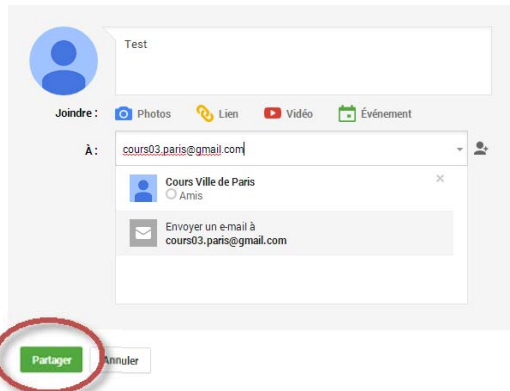 Test
Joindre : Photos Lien Vidéo Événement
À : cours03.paris@gmail.com
Cours Ville de Paris
Amis
Envoyer un e-mail à
cours03.paris@gmail.com
Partager Annuler